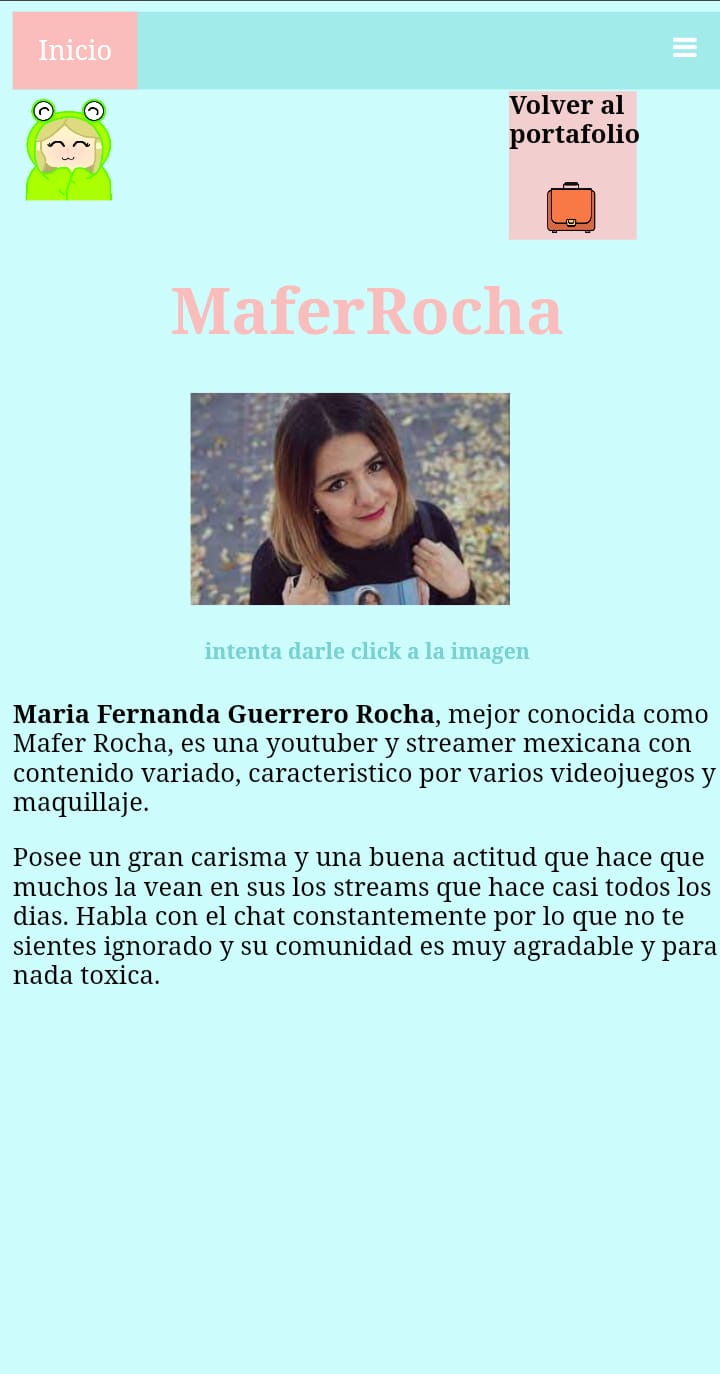 Inicio
Volver al
portafolio
MaferRocha
intenta darle click a la imagen
Maria Fernanda Guerrero Rocha, mejor conocida como
Mafer Rocha, es una youtuber y streamer mexicana con
contenido variado, caracteristico por varios videojuegos y
maquillaje.
Posee un gran carisma y una buena actitud que hace que
muchos la vean en sus los streams que hace casi todos los
dias. Habla con el chat constantemente por lo que no te
sientes ignorado y su comunidad es muy agradable y para
nada toxica.